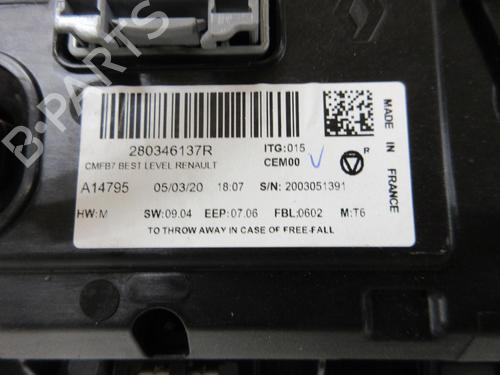 B-PARTS
280346137R
ITG:015
CMFB7 BEST LEVEL RENAULT
CEM00
V
R
A14795 05/03/20 18:07 S/N: 2003051391
HW:M SW:09.04 EEP:07.06 FBL:0602 M:T6
TO THROW AWAY IN CASE OF FREE-FALL
MADE IN FRANCE